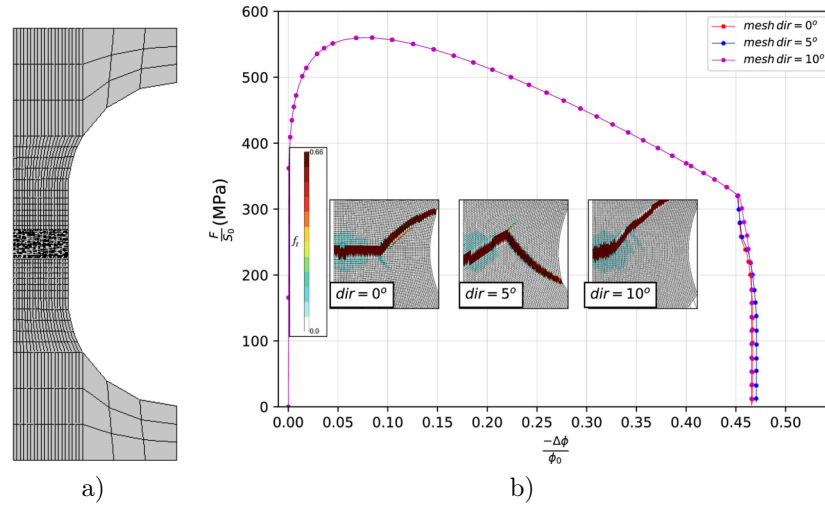 600
500
400
300
200
100
0
F/S₀ (MPa)
mesh dir = 0°
mesh dir = 5°
mesh dir = 10°
0.66
f_f
0.0
dir = 0°
dir = 5°
dir = 10°
0.00 0.05 0.10 0.15 0.20 0.25 0.30 0.35 0.40 0.45 0.50
−Δϕ/ϕ₀
a) b)